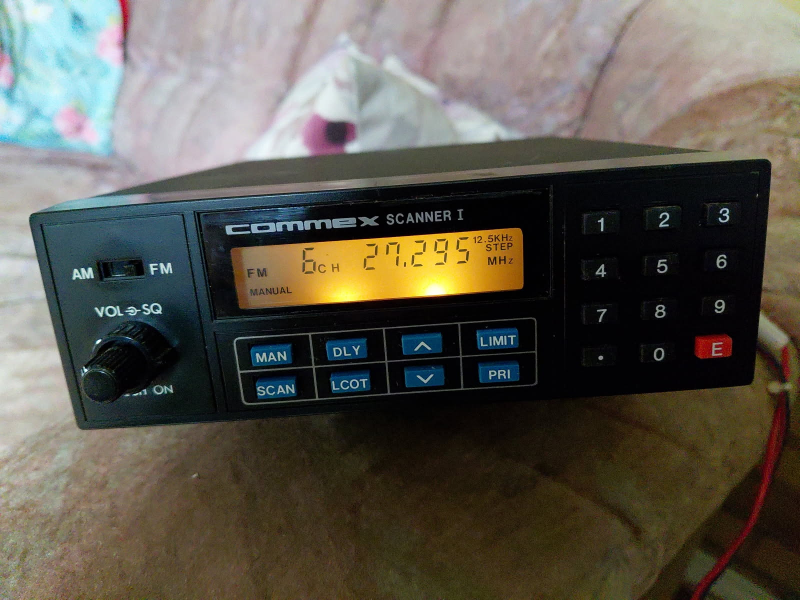 commex SCANNER I
AM FM
VOL SQ
ON
FM 6CH 27.295 MHz
12.5KHz
STEP
MANUAL
MAN DLY LIMIT
SCAN LCOT PRI
1 2 3
4 5 6
7 8 9
. 0 E